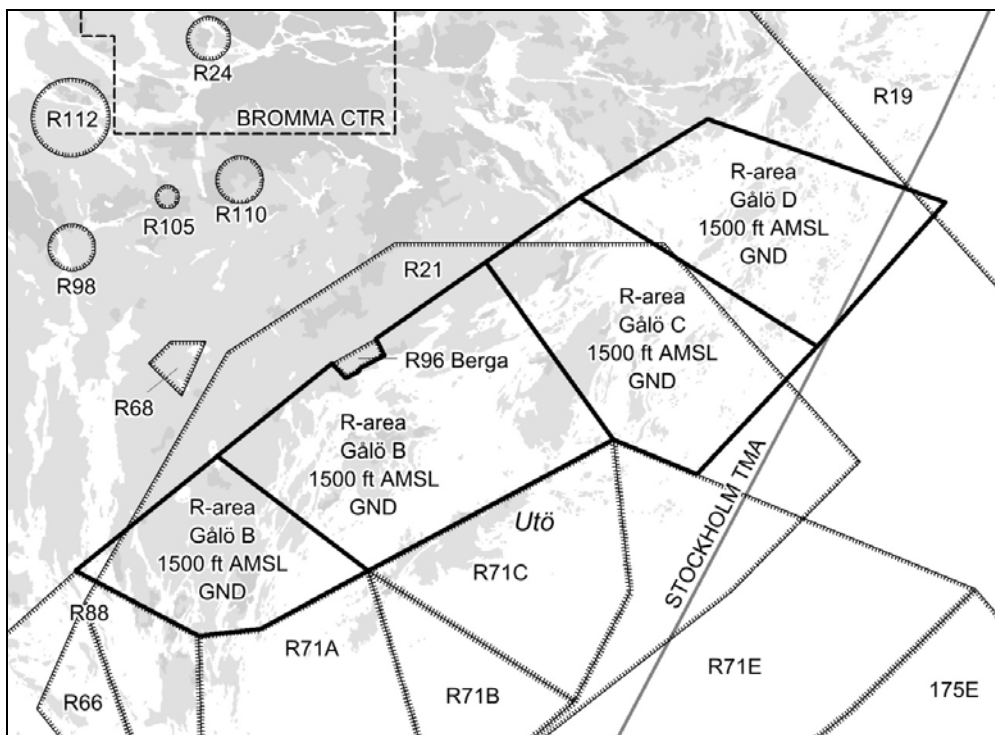 R24
R112
BROMMA CTR
R19
R105
R110
R-area
Gålö D
1500 ft AMSL
GND
R98
R21
R-area
Gålö C
1500 ft AMSL
GND
R96 Berga
R68
R-area
Gålö B
1500 ft AMSL
GND
R-area
Gålö B
1500 ft AMSL
GND
Utö
STOCKHOLM TMA
R71C
R88
R71A
R66
R71B
R71E
175E